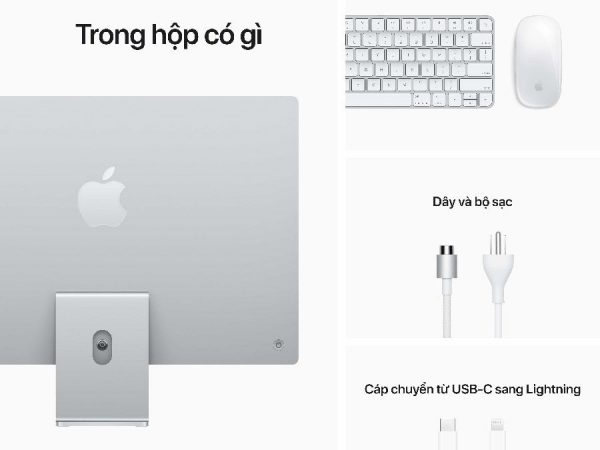 Trong hộp có gì
Dây và bộ sạc
Cáp chuyển từ USB-C sang Lightning